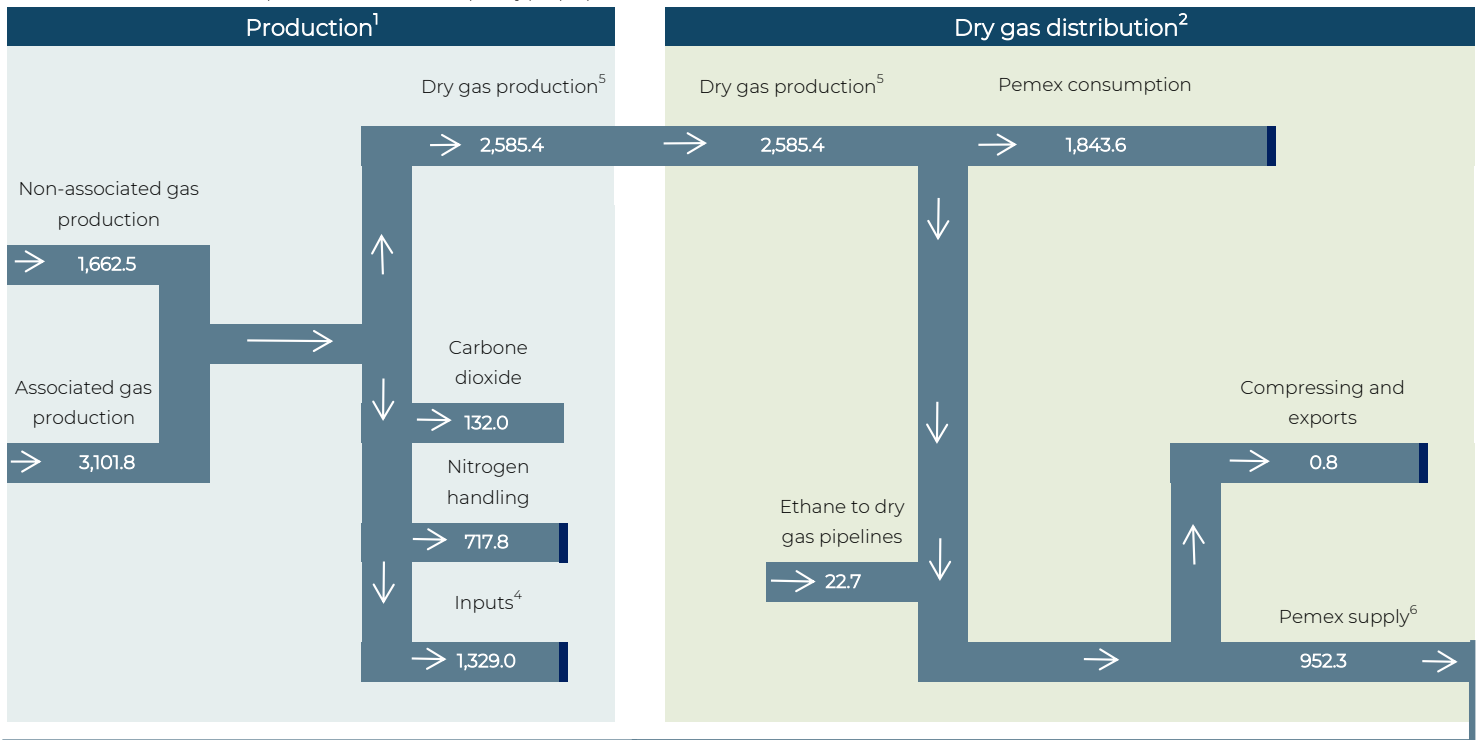 Production1
Dry gas distribution2
Dry gas production5
Dry gas production5
Pemex consumption
2,585.4
2,585.4
1,843.6
Non-associated gas
production
1,662.5
Carbone
dioxide
132.0
Associated gas
production
3,101.8
Compressing and
exports
0.8
Nitrogen
handling
717.8
Ethane to dry
gas pipelines
22.7
Inputs4
1,329.0
Pemex supply6
952.3